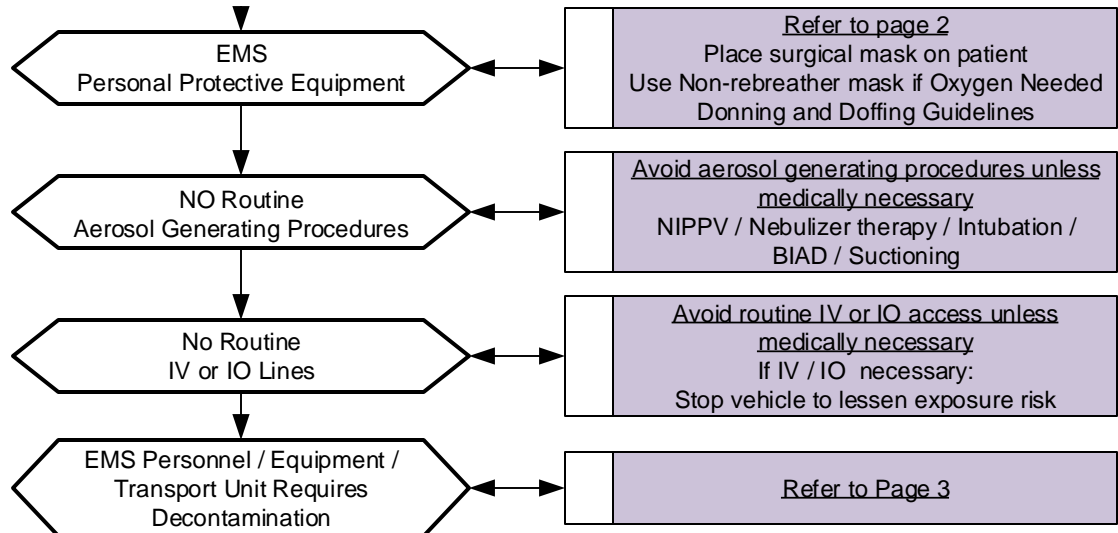 EMS
Personal Protective Equipment
Refer to page 2
Place surgical mask on patient
Use Non-rebreather mask if Oxygen Needed
Donning and Doffing Guidelines
NO Routine
Aerosol Generating Procedures
Avoid aerosol generating procedures unless
medically necessary
NIPPV / Nebulizer therapy / Intubation /
BIAD / Suctioning
No Routine
IV or IO Lines
Avoid routine IV or IO access unless
medically necessary
If IV / IO necessary:
Stop vehicle to lessen exposure risk
EMS Personnel / Equipment /
Transport Unit Requires
Decontamination
Refer to Page 3